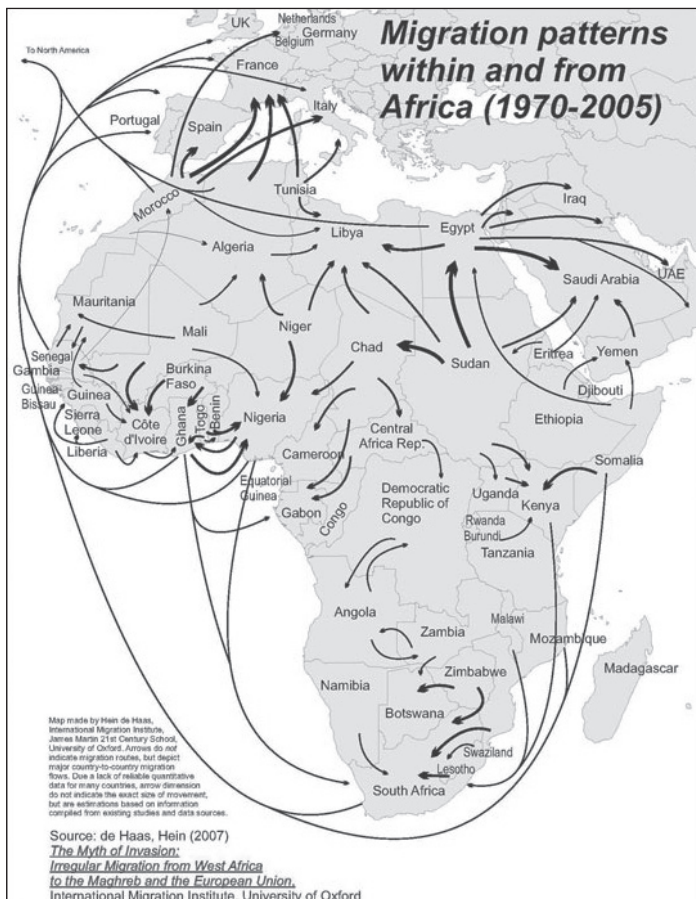 Migration patterns
within and from
Africa (1970-2005)
To North America
UK
Netherlands
Belgium
Germany
France
Portugal
Spain
Italy
Morocco
Tunisia
Algeria
Libya
Egypt
Iraq
Saudi Arabia
UAE
Mauritania
Mali
Niger
Chad
Sudan
Eritrea
Yemen
Djibouti
Ethiopia
Somalia
Senegal
Gambia
Guinea-
Bissau
Guinea
Sierra
Leone
Liberia
Côte
d'Ivoire
Burkina
Faso
Ghana
Togo
Benin
Nigeria
Cameroon
Central
Africa Rep.
Equatorial
Guinea
Gabon
Congo
Democratic
Republic of
Congo
Uganda
Kenya
Rwanda
Burundi
Tanzania
Angola
Zambia
Malawi
Mozambique
Madagascar
Namibia
Zimbabwe
Botswana
Swaziland
Lesotho
South Africa
Map made by Hein de Haas,
International Migration Institute,
James Martin 21st Century School,
University of Oxford. Arrows do not
indicate migration routes, but depict
major country-to-country migration
flows. Due a lack of reliable quantitative
data for many countries, arrow dimension
do not indicate the exact size of movement,
but are estimations based on information
compiled from existing studies and data sources.
Source: de Haas, Hein (2007)
The Myth of Invasion:
Irregular Migration from West Africa
to the Maghreb and the European Union,
International Migration Institute, University of Oxford